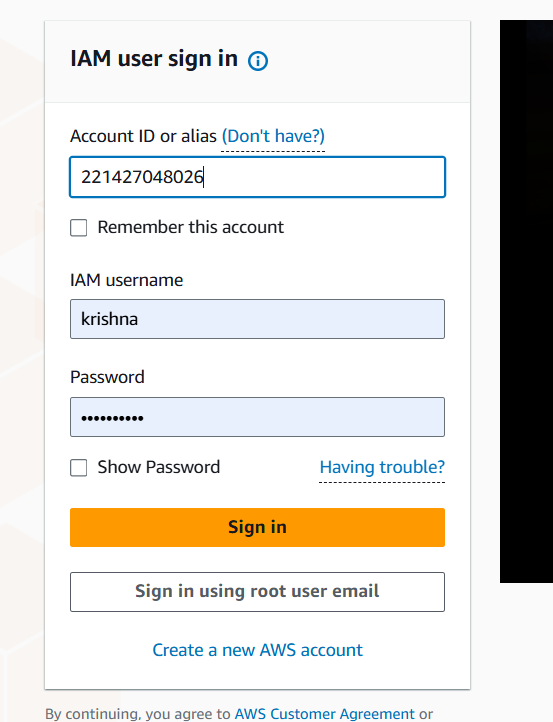 IAM user sign in
Account ID or alias (Don't have?)
221427048026
Remember this account
IAM username
krishna
Password
••••••••••
Show Password Having trouble?
Sign in
Sign in using root user email
Create a new AWS account
By continuing, you agree to AWS Customer Agreement or